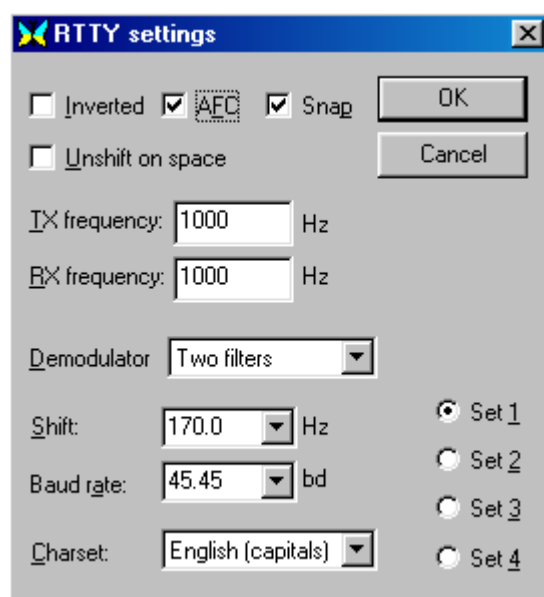 RTTY settings
Inverted AFC Snap OK
Unshift on space Cancel
TX frequency: 1000 Hz
RX frequency: 1000 Hz
Demodulator Two filters
Shift: 170.0 Hz Set 1
Baud rate: 45.45 bd Set 2
Set 3
Charset: English (capitals) Set 4